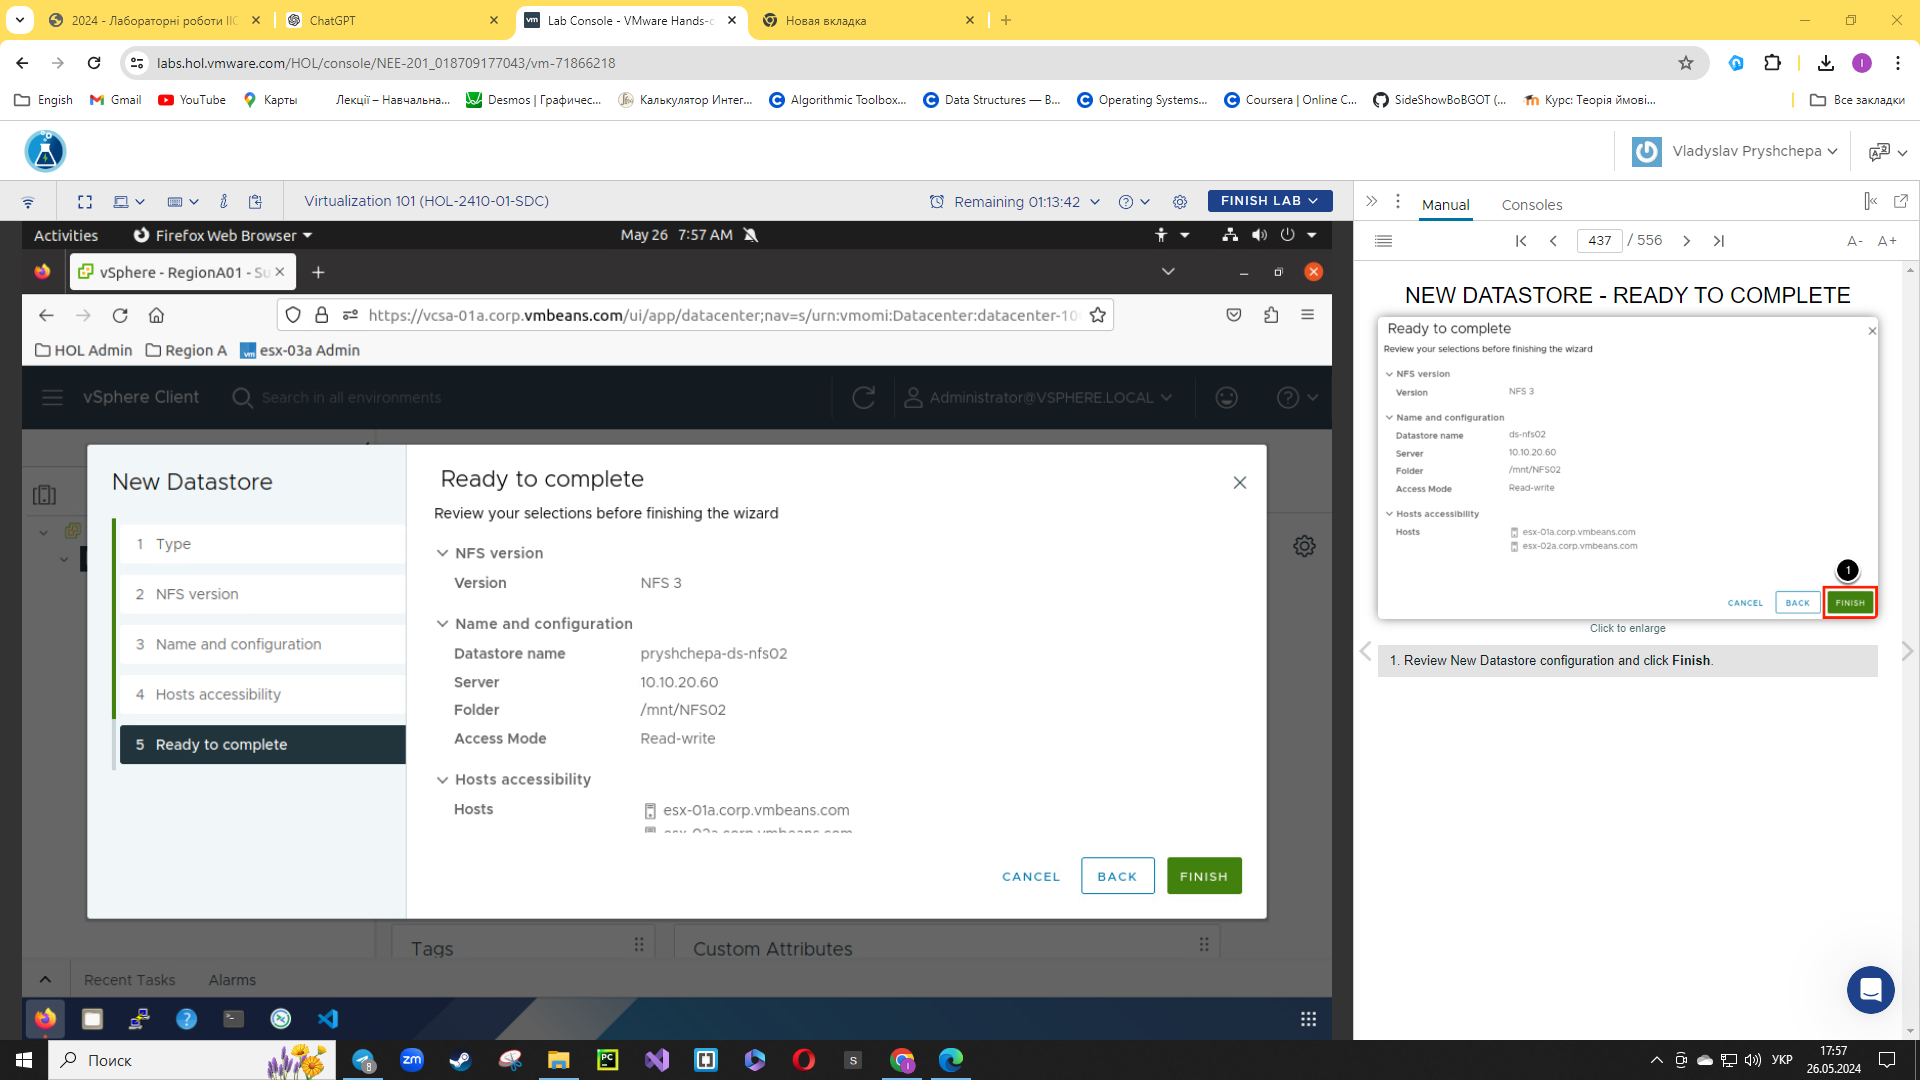 2024 - Лабораторні роботи ІІС
ChatGPT
Lab Console - VMware Hands-o
Новая вкладка
labs.hol.vmware.com/HOL/console/NEE-201_018709177043/vm-71866218
Engish
Gmail
YouTube
Карты
Лекції – Навчальна...
Desmos | Графичес...
Калькулятор Интег...
Algorithmic Toolbox...
Data Structures — В...
Operating Systems...
Coursera | Online C...
SideShowBoBGOT (...
Курс: Теорія ймові...
Все закладки
Vladyslav Pryshchepa
Virtualization 101 (HOL-2410-01-SDC)
Remaining 01:13:42
FINISH LAB
Manual
Consoles
437 / 556
A-
A+
Activities
Firefox Web Browser
May 26 7:57 AM
vSphere - RegionA01 - Su
https://vcsa-01a.corp.vmbeans.com/ui/app/datacenter;nav=s/urn:vmomi:Datacenter:datacenter-10
HOL Admin
Region A
esx-03a Admin
vSphere Client
Search in all environments
Administrator@VSPHERE.LOCAL
New Datastore
1 Type
2 NFS version
3 Name and configuration
4 Hosts accessibility
5 Ready to complete
Ready to complete
Review your selections before finishing the wizard
NFS version
Version NFS 3
Name and configuration
Datastore name pryshchepa-ds-nfs02
Server 10.10.20.60
Folder /mnt/NFS02
Access Mode Read-write
Hosts accessibility
Hosts esx-01a.corp.vmbeans.com
esx-02a.corp.vmbeans.com
CANCEL
BACK
FINISH
Tags
Custom Attributes
Recent Tasks
Alarms
NEW DATASTORE - READY TO COMPLETE
Ready to complete
Review your selections before finishing the wizard
NFS version
Version NFS 3
Name and configuration
Datastore name ds-nfs02
Server 10.10.20.60
Folder /mnt/NFS02
Access Mode Read-write
Hosts accessibility
Hosts esx-01a.corp.vmbeans.com
esx-02a.corp.vmbeans.com
1
CANCEL
BACK
FINISH
Click to enlarge
1. Review New Datastore configuration and click Finish.
Поиск
8
zm
PC
S
УКР
17:57
26.05.2024